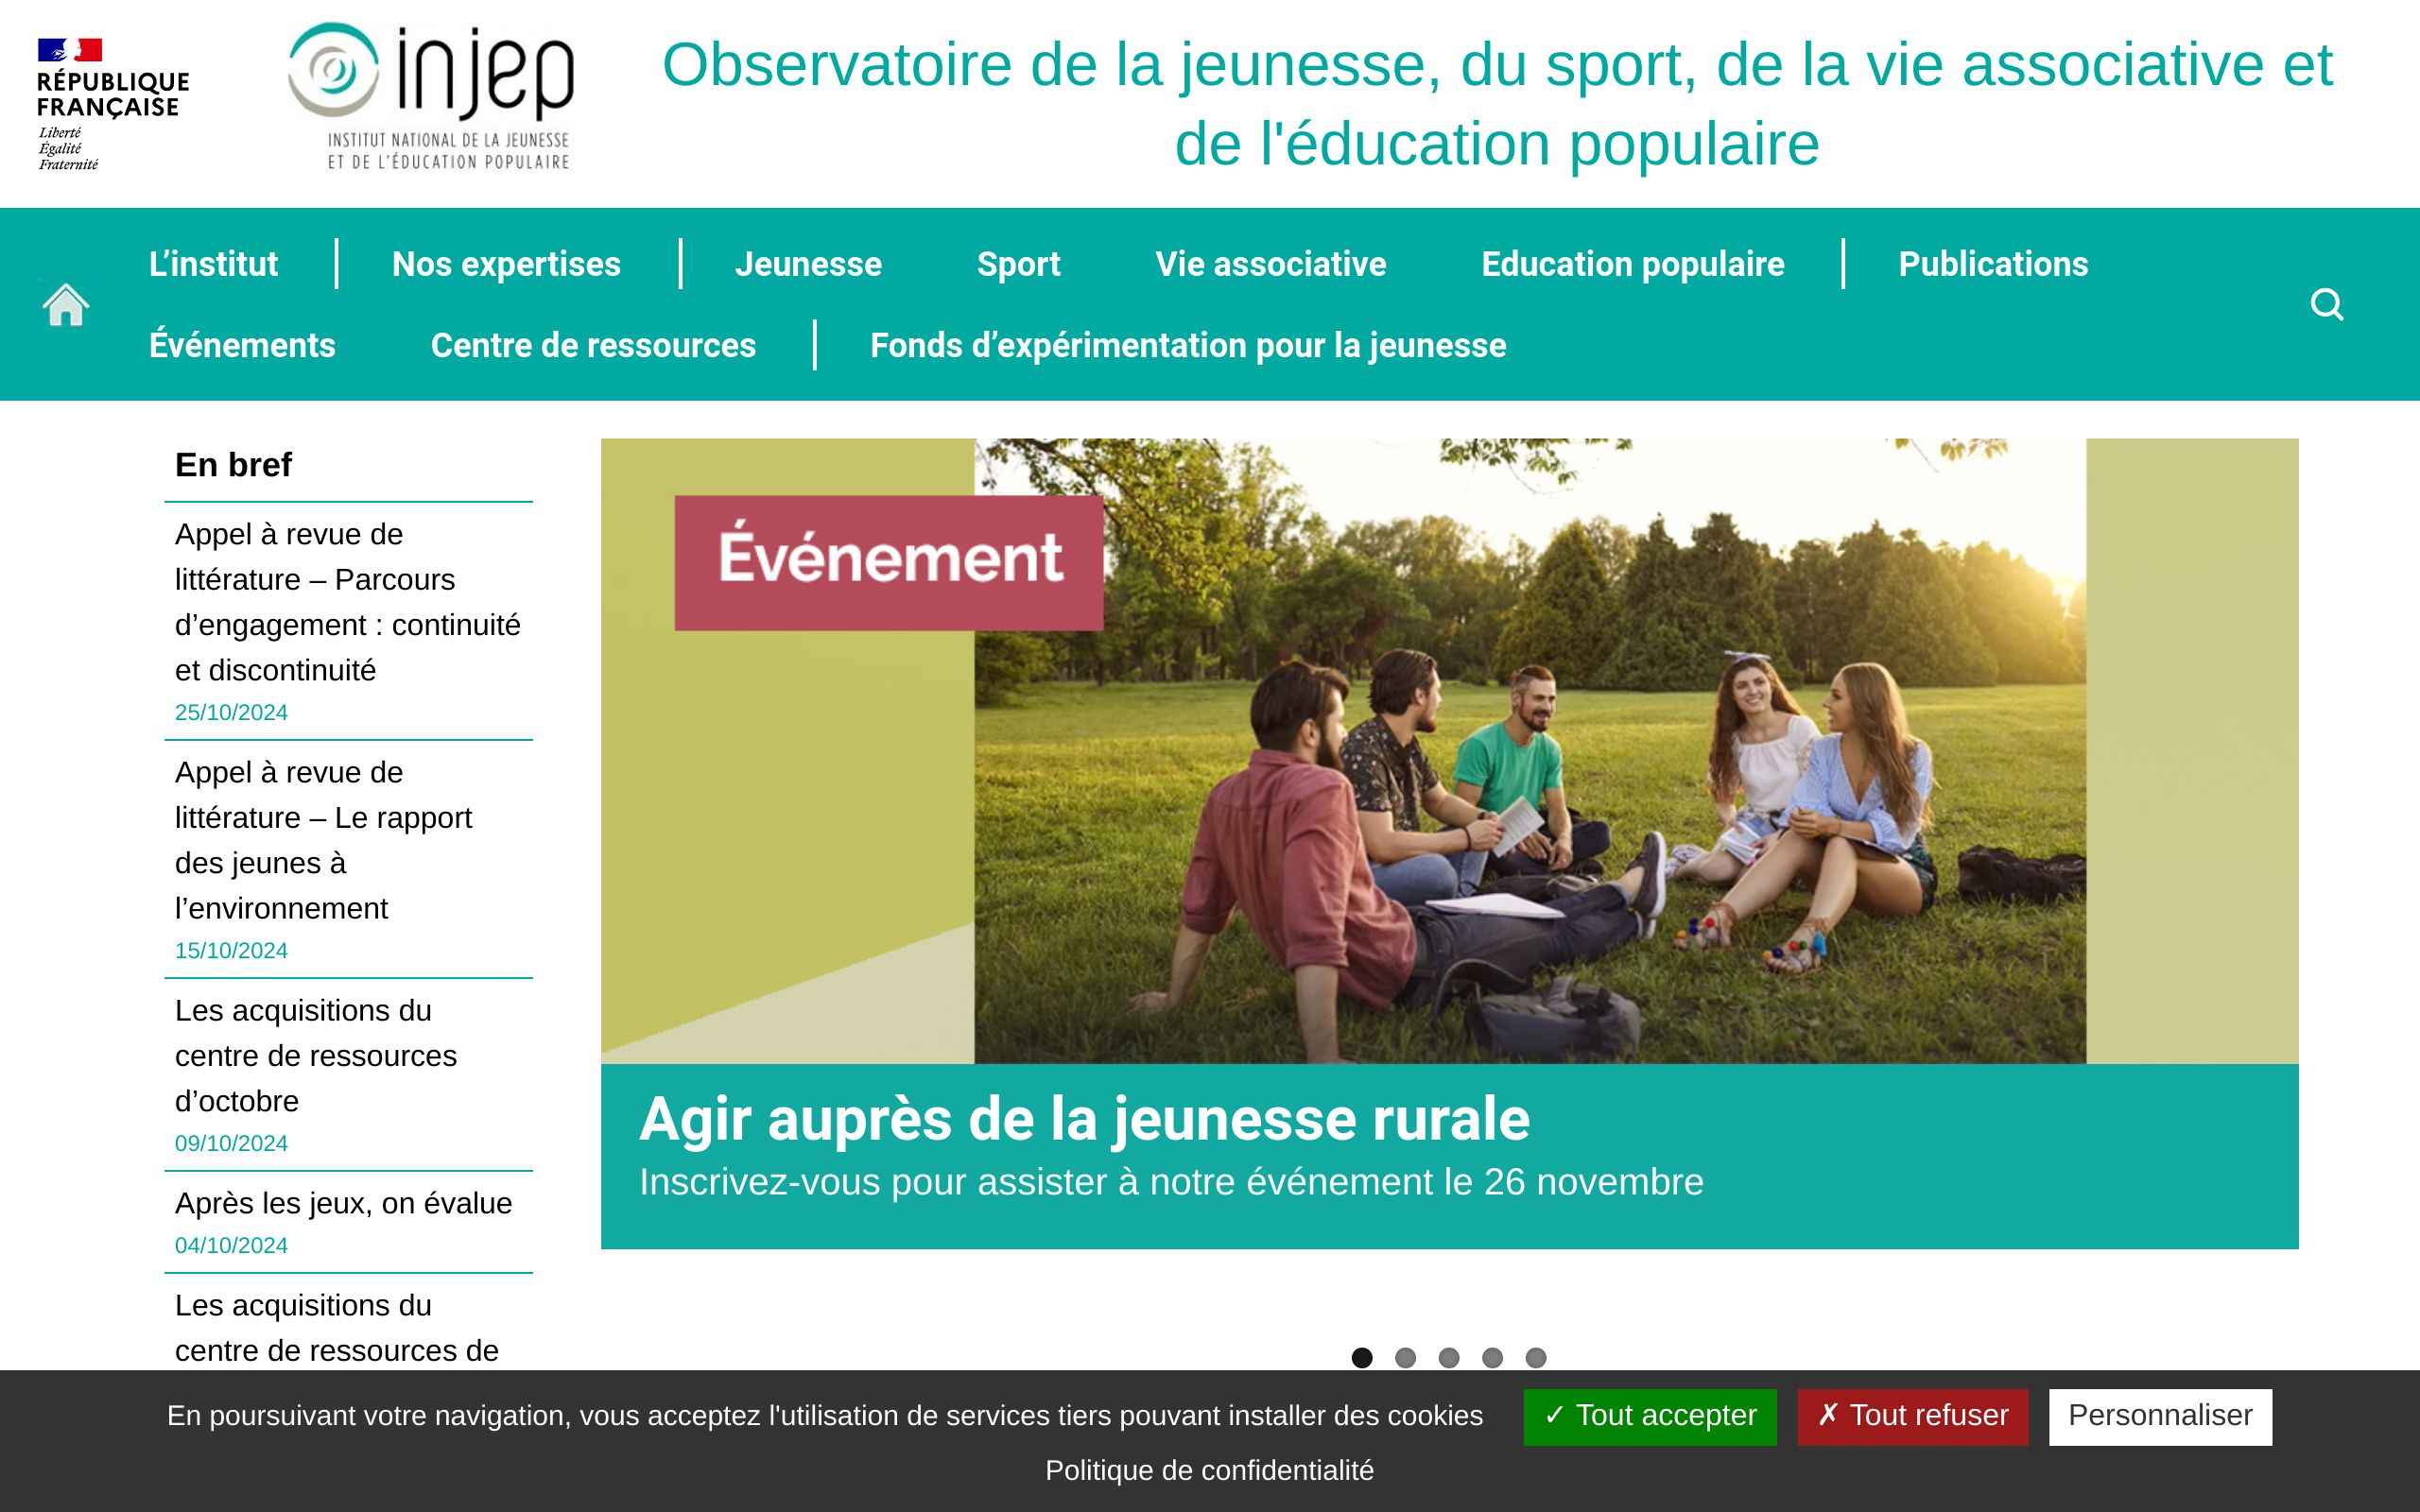 RÉPUBLIQUE
FRANÇAISE
Liberté
Égalité
Fraternité
injep
INSTITUT NATIONAL DE LA JEUNESSE
ET DE L'ÉDUCATION POPULAIRE
Observatoire de la jeunesse, du sport, de la vie associative et
de l'éducation populaire
L’institut
Nos expertises
Jeunesse
Sport
Vie associative
Education populaire
Publications
Événements
Centre de ressources
Fonds d’expérimentation pour la jeunesse
En bref
Appel à revue de
littérature – Parcours
d’engagement : continuité
et discontinuité
25/10/2024
Appel à revue de
littérature – Le rapport
des jeunes à
l’environnement
15/10/2024
Les acquisitions du
centre de ressources
d’octobre
09/10/2024
Après les jeux, on évalue
04/10/2024
Les acquisitions du
centre de ressources de
Événement
Agir auprès de la jeunesse rurale
Inscrivez-vous pour assister à notre événement le 26 novembre
En poursuivant votre navigation, vous acceptez l'utilisation de services tiers pouvant installer des cookies
✓ Tout accepter
✗ Tout refuser
Personnaliser
Politique de confidentialité